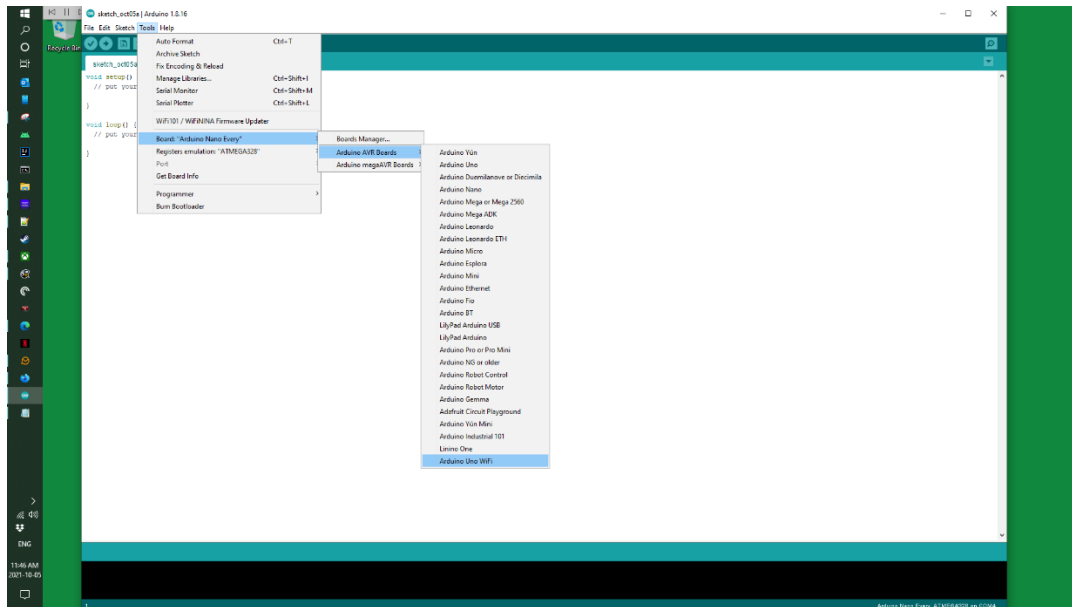 sketch_oct05a | Arduino 1.8.16
File Edit Sketch Tools Help
Recycle Bin
sketch_oct05a
void setup()
// put your
}
void loop() {
// put your
}
Auto Format Ctrl+T
Archive Sketch
Fix Encoding & Reload
Manage Libraries... Ctrl+Shift+I
Serial Monitor Ctrl+Shift+M
Serial Plotter Ctrl+Shift+L
WiFi101 / WiFiNINA Firmware Updater
Board: "Arduino Nano Every"
Registers emulation: "ATMEGA328"
Port
Get Board Info
Programmer
Burn Bootloader
Boards Manager...
Arduino AVR Boards
Arduino megaAVR Boards
Arduino Yún
Arduino Uno
Arduino Duemilanove or Diecimila
Arduino Nano
Arduino Mega or Mega 2560
Arduino Mega ADK
Arduino Leonardo
Arduino Leonardo ETH
Arduino Micro
Arduino Esplora
Arduino Mini
Arduino Ethernet
Arduino Fio
Arduino BT
LilyPad Arduino USB
LilyPad Arduino
Arduino Pro or Pro Mini
Arduino NG or older
Arduino Robot Control
Arduino Robot Motor
Arduino Gemma
Adafruit Circuit Playground
Arduino Yún Mini
Arduino Industrial 101
Linino One
Arduino Uno WiFi
ENG
11:46 AM
2021-10-05
1
Arduino Nano Every, ATMEGA328 on COM4